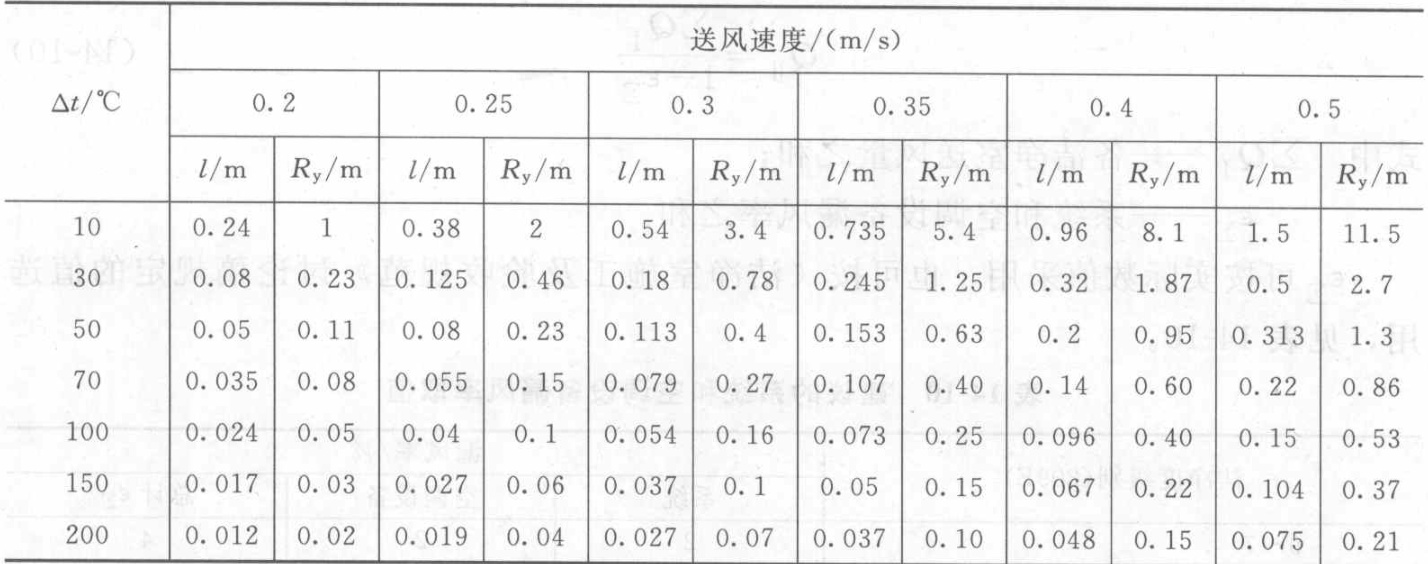 送风速度/(m/s)
Δt/℃ 0.2 0.25 0.3 0.35 0.4 0.5
l/m R_y/m l/m R_y/m l/m R_y/m l/m R_y/m l/m R_y/m l/m R_y/m
10 0.24 1 0.38 2 0.54 3.4 0.735 5.4 0.96 8.1 1.5 11.5
30 0.08 0.23 0.125 0.46 0.18 0.78 0.245 1.25 0.32 1.87 0.5 2.7
50 0.05 0.11 0.08 0.23 0.113 0.4 0.153 0.63 0.2 0.95 0.313 1.3
70 0.035 0.08 0.055 0.15 0.079 0.27 0.107 0.40 0.14 0.60 0.22 0.86
100 0.024 0.05 0.04 0.1 0.054 0.16 0.073 0.25 0.096 0.40 0.15 0.53
150 0.017 0.03 0.027 0.06 0.037 0.1 0.05 0.15 0.067 0.22 0.104 0.37
200 0.012 0.02 0.019 0.04 0.027 0.07 0.037 0.10 0.048 0.15 0.075 0.21